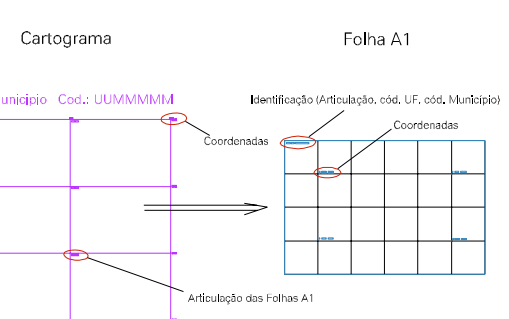 Cartograma
Folha A1
unicípio Cod.: UUMMMMM
Identificação (Articulação, cód. UF, cód. Município)
Coordenadas
Coordenadas
Articulação das Folhas A1